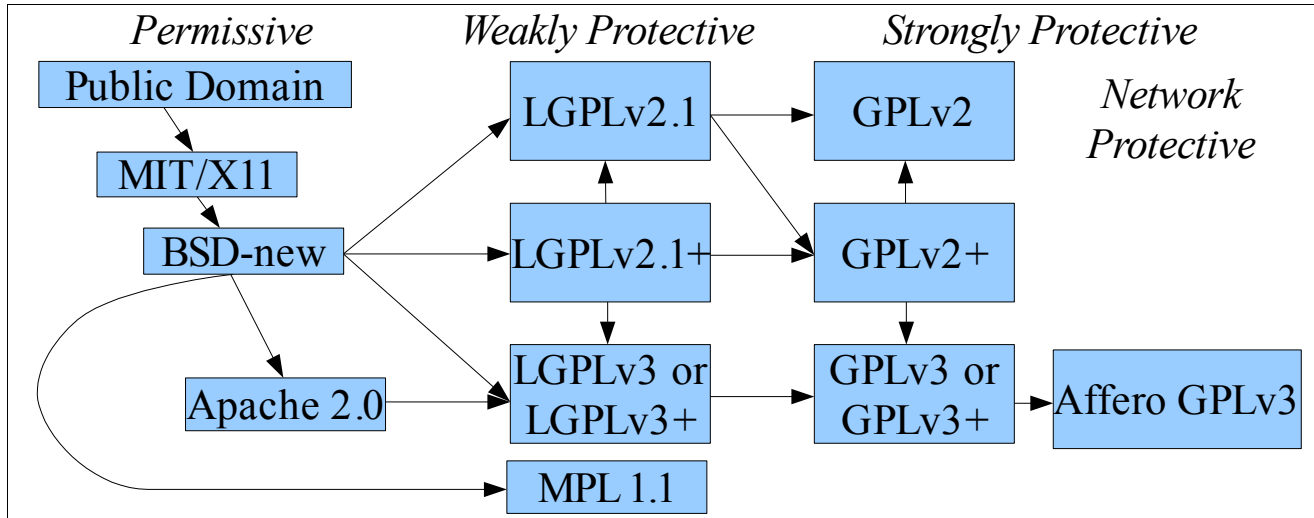 Permissive
Weakly Protective
Strongly Protective
Public Domain
LGPLv2.1
GPLv2
Network
Protective
MIT/X11
BSD-new
LGPLv2.1+
GPLv2+
Apache 2.0
LGPLv3 or
LGPLv3+
GPLv3 or
GPLv3+
Affero GPLv3
MPL 1.1